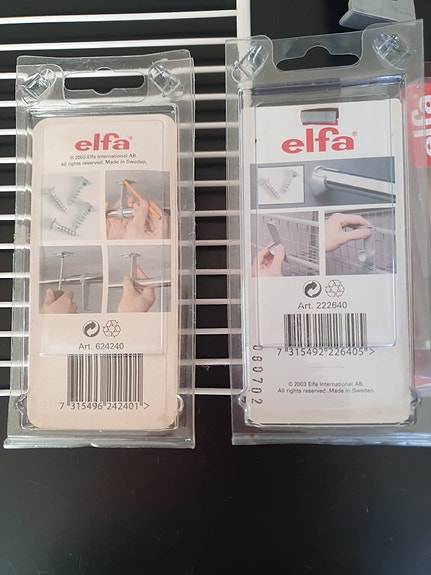 elfa®
© 2003 Elfa International AB.
All rights reserved. Made in Sweden.
Art. 624240
7 315496 242401 >
elfa®
Art. 222640
7 315492 226405 >
080702
© 2003 Elfa International AB.
All rights reserved. Made in Sweden.